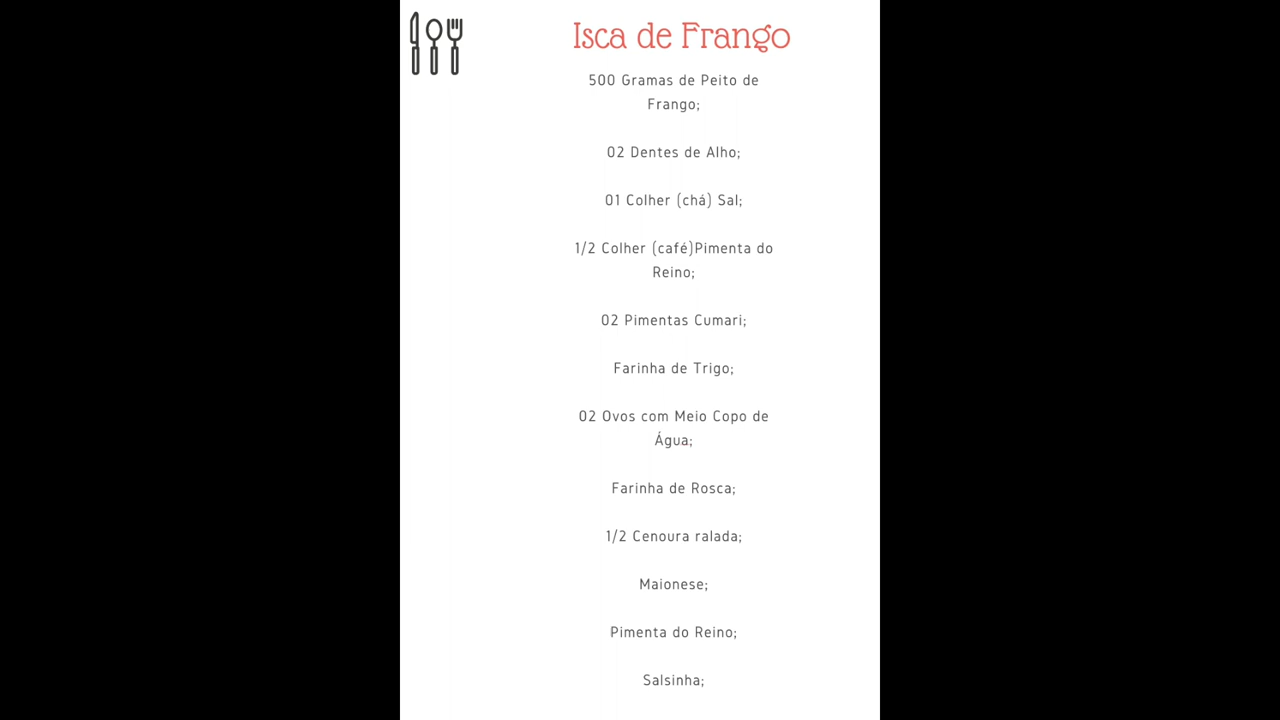 Isca de Frango
500 Gramas de Peito de
Frango;
02 Dentes de Alho;
01 Colher (chá) Sal;
1/2 Colher (café)Pimenta do
Reino;
02 Pimentas Cumari;
Farinha de Trigo;
02 Ovos com Meio Copo de
Água;
Farinha de Rosca;
1/2 Cenoura ralada;
Maionese;
Pimenta do Reino;
Salsinha;